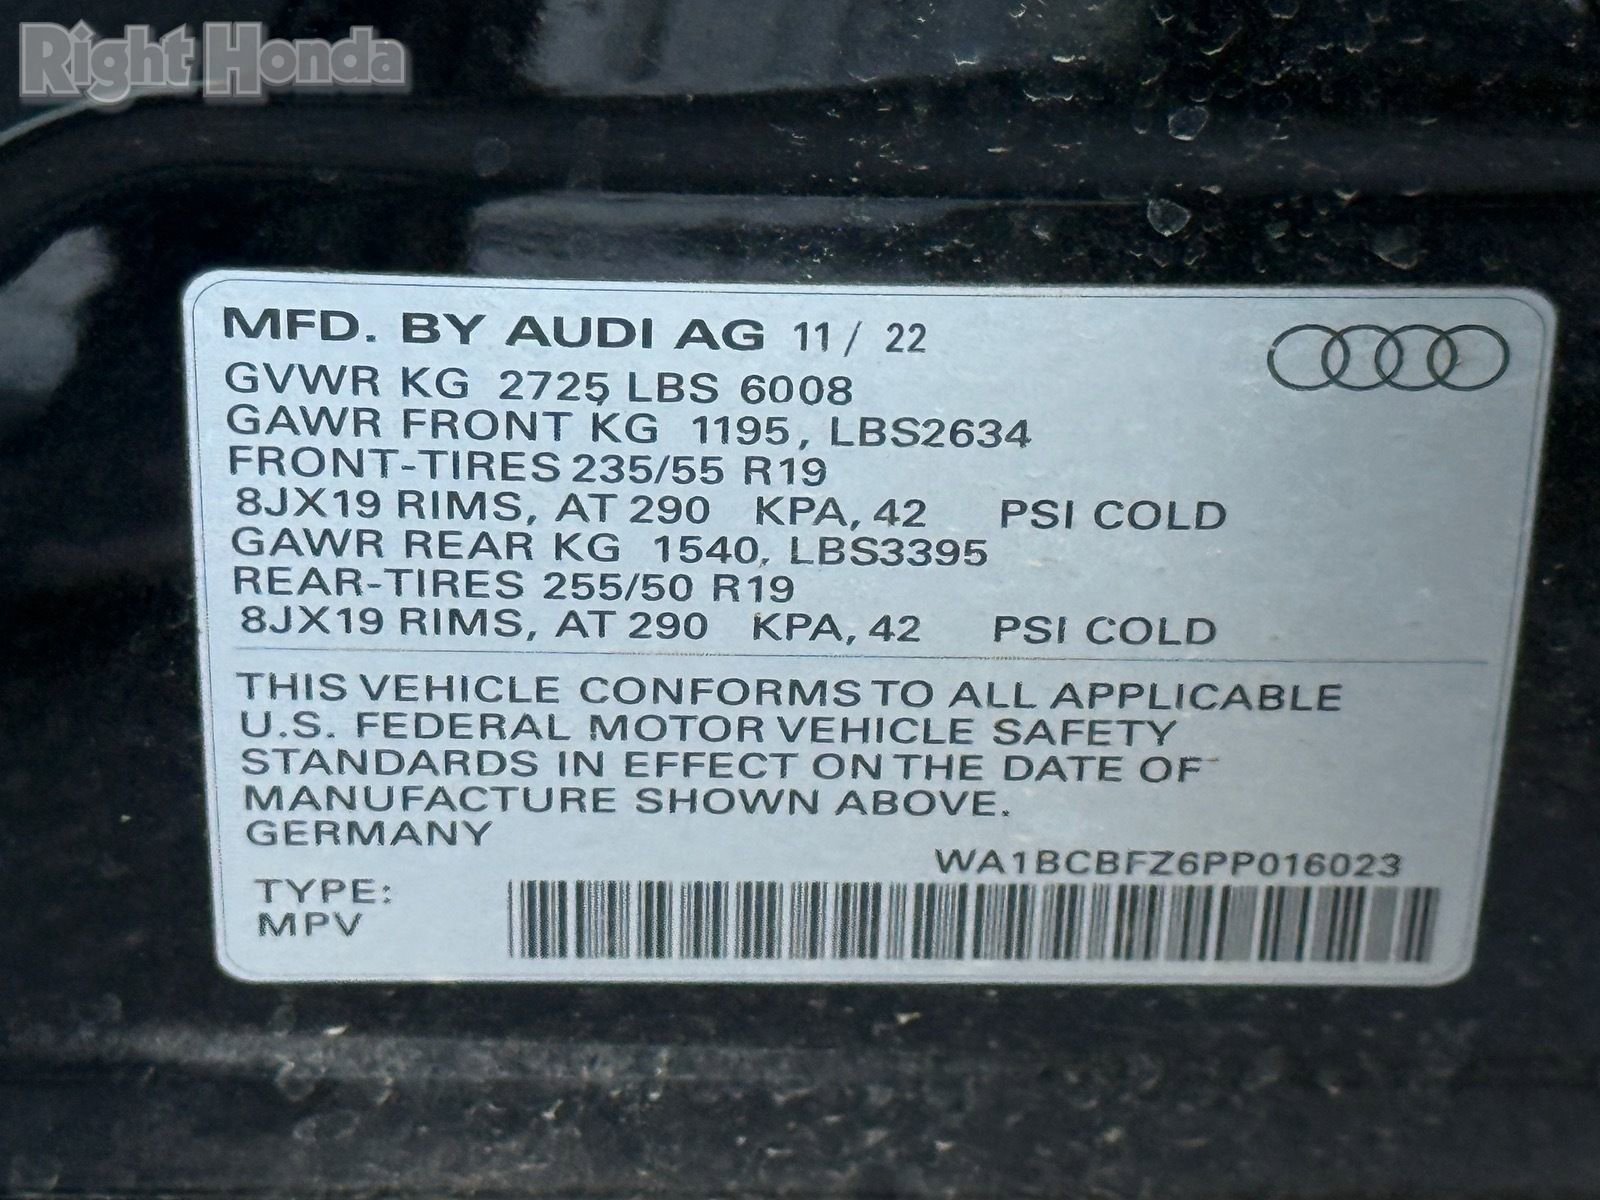 Right Honda
MFD. BY AUDI AG 11 / 22
GVWR KG 2725 LBS 6008
GAWR FRONT KG 1195, LBS2634
FRONT-TIRES 235/55 R19
8JX19 RIMS, AT 290 KPA, 42 PSI COLD
GAWR REAR KG 1540, LBS3395
REAR-TIRES 255/50 R19
8JX19 RIMS, AT 290 KPA, 42 PSI COLD
THIS VEHICLE CONFORMS TO ALL APPLICABLE
U.S. FEDERAL MOTOR VEHICLE SAFETY
STANDARDS IN EFFECT ON THE DATE OF
MANUFACTURE SHOWN ABOVE.
GERMANY
WA1BCBFZ6PP016023
TYPE:
MPV